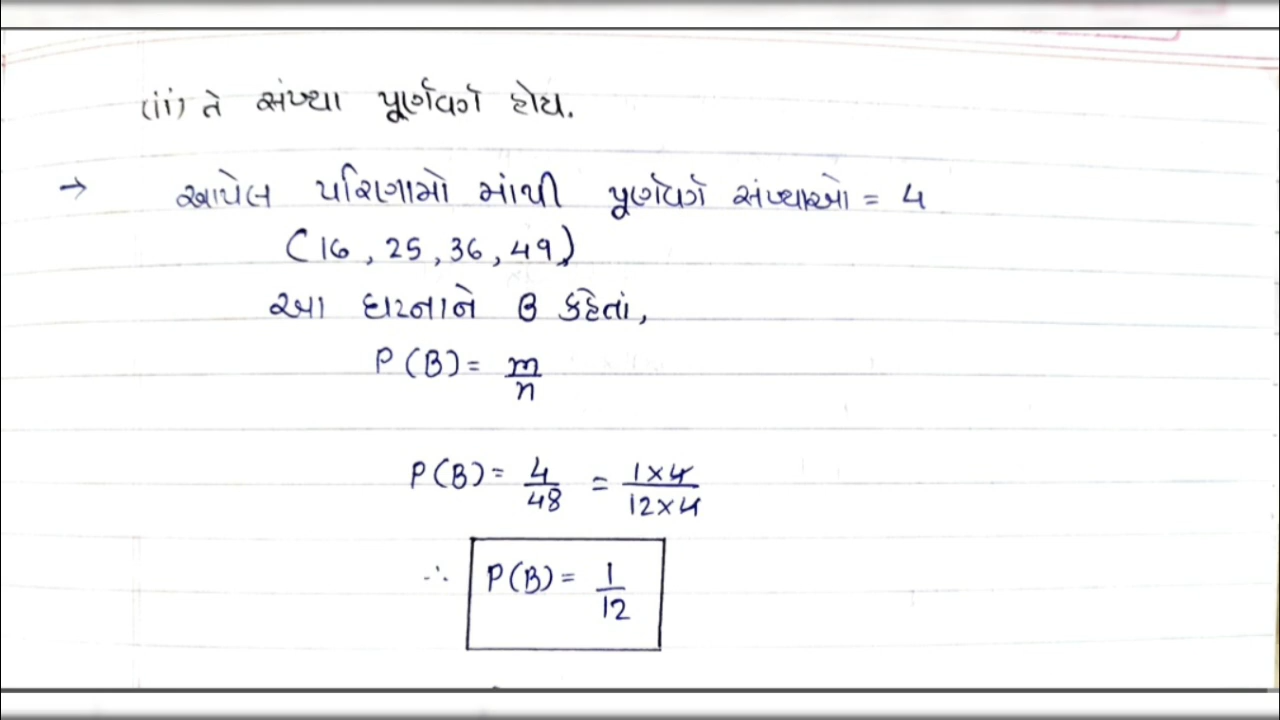 (ii) તે સંખ્યા પૂર્ણવર્ગ હોય.
→ આપેલ પરિણામો માંથી પૂર્ણવર્ગ સંખ્યાઓ = 4
(16, 25, 36, 49)
આ ઘટનાને B કહેતાં,
P(B) = m/n
P(B) = 4/48 = 1×4/12×4
∴ P(B) = 1/12